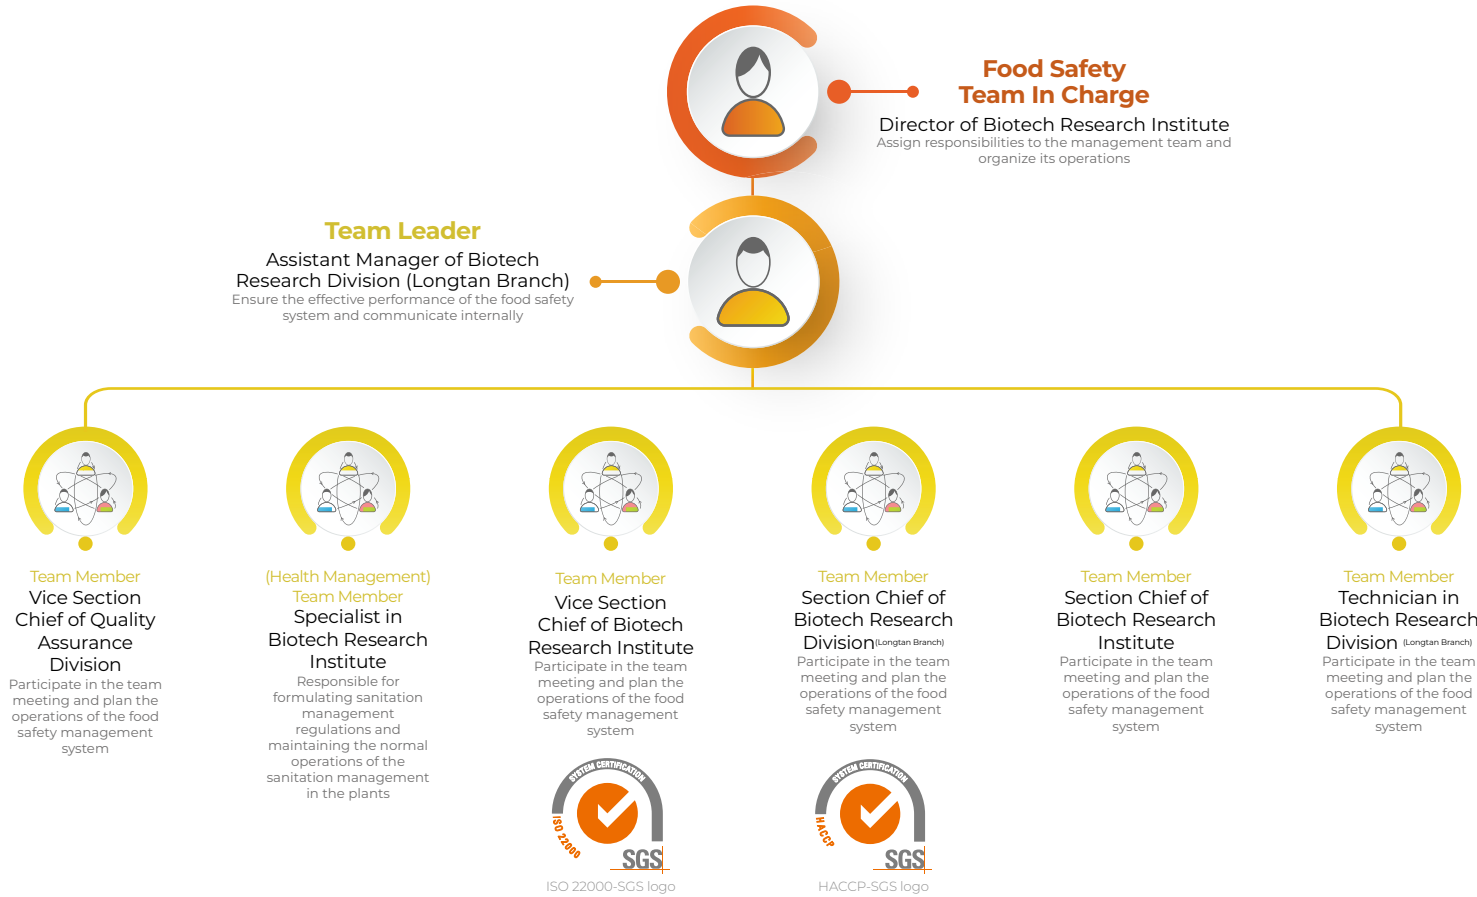 Food Safety
Team In Charge
Director of Biotech Research Institute
Assign responsibilities to the management team and
organize its operations
Team Leader
Assistant Manager of Biotech
Research Division (Longtan Branch)
Ensure the effective performance of the food safety
system and communicate internally
Team Member
Vice Section
Chief of Quality
Assurance
Division
Participate in the team
meeting and plan the
operations of the food
safety management
system
(Health Management)
Team Member
Specialist in
Biotech Research
Institute
Responsible for
formulating sanitation
management
regulations and
maintaining the normal
operations of the
sanitation management
in the plants
Team Member
Vice Section
Chief of Biotech
Research Institute
Participate in the team
meeting and plan the
operations of the food
safety management
system
Team Member
Section Chief of
Biotech Research
Division(Longtan Branch)
Participate in the team
meeting and plan the
operations of the food
safety management
system
Team Member
Section Chief of
Biotech Research
Institute
Participate in the team
meeting and plan the
operations of the food
safety management
system
Team Member
Technician in
Biotech Research
Division (Longtan Branch)
Participate in the team
meeting and plan the
operations of the food
safety management
system
SYSTEM CERTIFICATION
ISO 22000
SGS
ISO 22000-SGS logo
SYSTEM CERTIFICATION
HACCP
SGS
HACCP-SGS logo